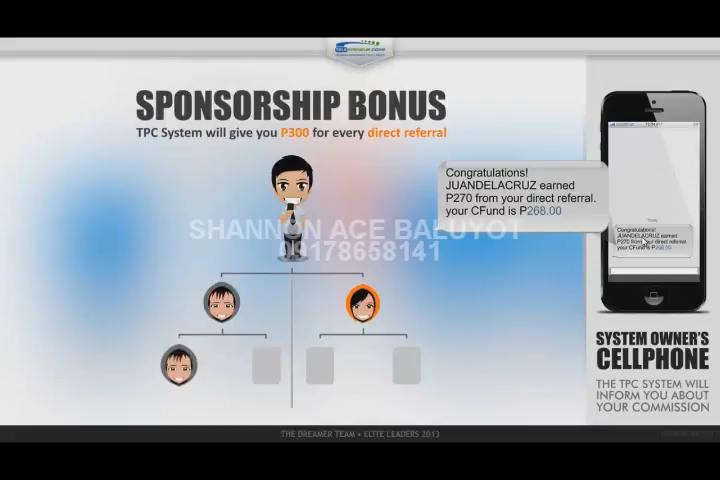 SPONSORSHIP BONUS
TPC System will give you P300 for every direct referral
Congratulations!
JUANDELACRUZ earned
P270 from your direct referral.
your CFund is P268.00
SHANNON ACE BALUYOT
09178658141
Congratulations!
JUANDELACRUZ earned
P270 from your direct referral.
your CFund is P268.00
SYSTEM OWNER'S
CELLPHONE
THE TPC SYSTEM WILL
INFORM YOU ABOUT
YOUR COMMISSION
THE DREAMER TEAM • ELITE LEADERS 2013